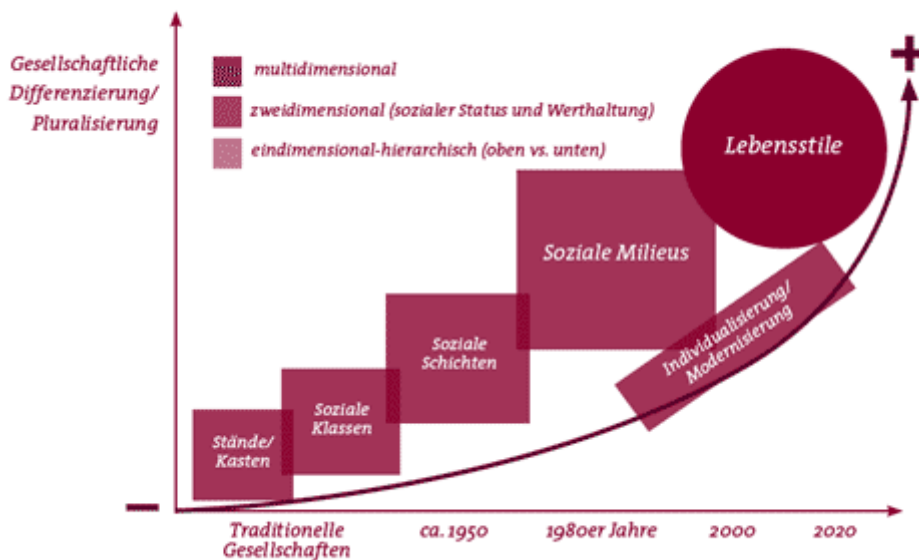 Gesellschaftliche
Differenzierung/
Pluralisierung
multidimensional
zweidimensional (sozialer Status und Werthaltung)
eindimensional-hierarchisch (oben vs. unten)
+
Lebensstile
Soziale Milieus
Individualisierung/
Modernisierung
Soziale
Schichten
Soziale
Klassen
Stände/
Kasten
–
Traditionelle
Gesellschaften
ca. 1950
1980er Jahre
2000
2020